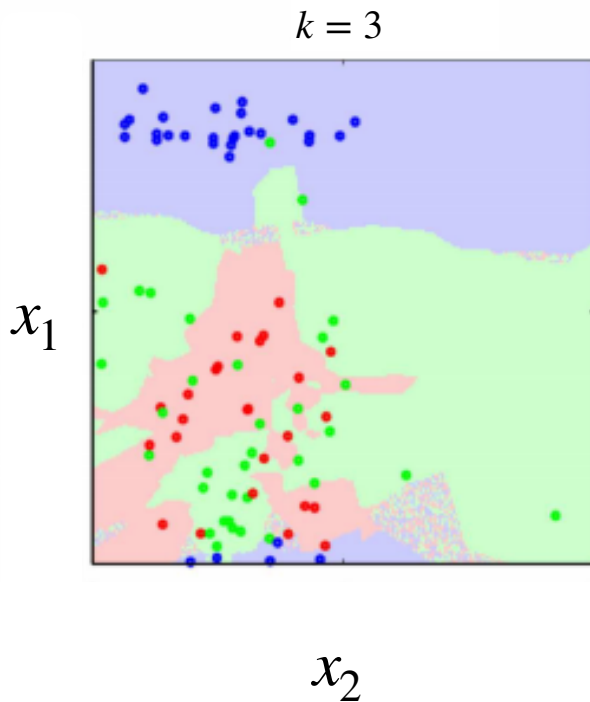 k = 3
x₁
x₂